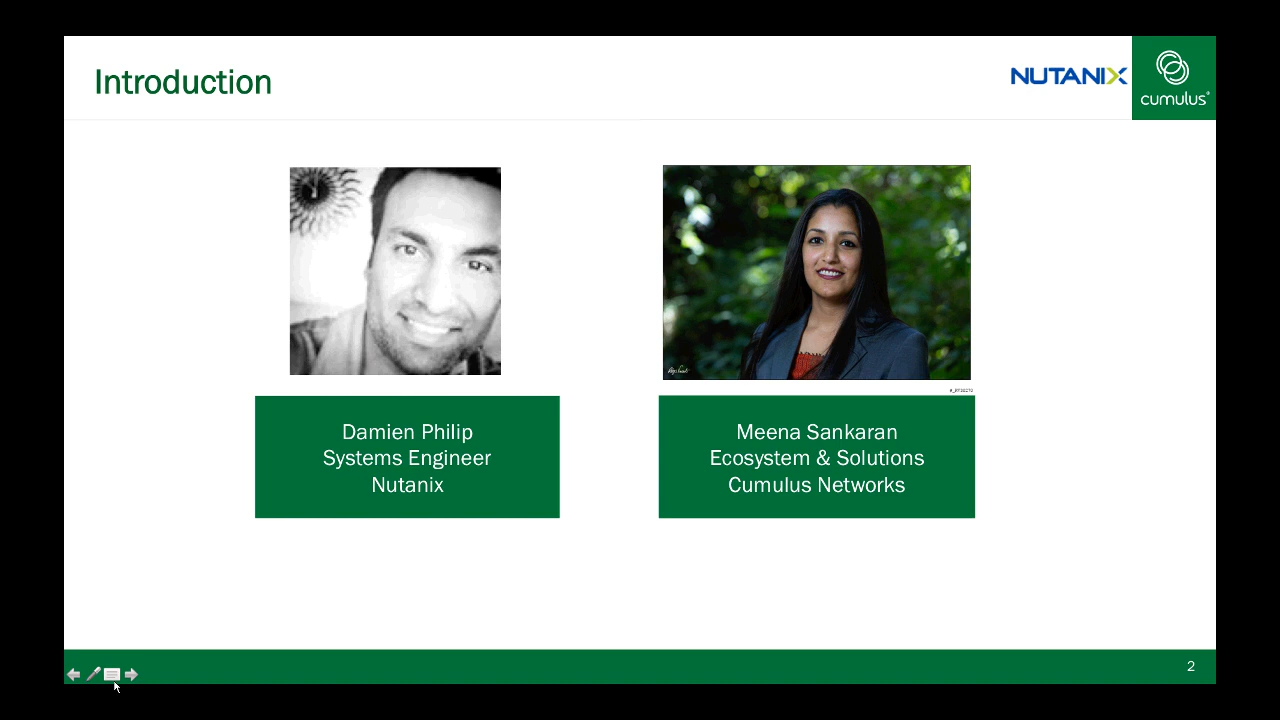 Introduction
NUTANIX
cumulus®
Damien Philip
Systems Engineer
Nutanix
Meena Sankaran
Ecosystem & Solutions
Cumulus Networks
2